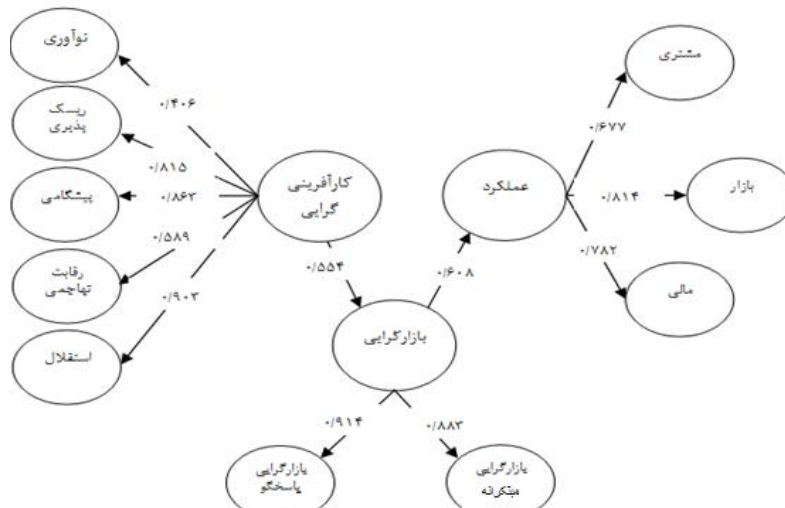 نوآوری
ریسک
پذیری
پیشگامی
رقابت
تهاجمی
استقلال
۰/۴۰۶
۰/۸۱۵
۰/۸۶۳
۰/۵۸۹
۰/۹۰۳
کارآفرینی
گرایی
۰/۵۵۴
بازارگرایی
۰/۶۰۸
عملکرد
۰/۶۷۷
۰/۸۱۴
۰/۷۸۲
مشتری
بازار
مالی
۰/۹۱۴
۰/۸۸۳
بازارگرایی
پاسخگو
بازارگرایی
مبتکرانه